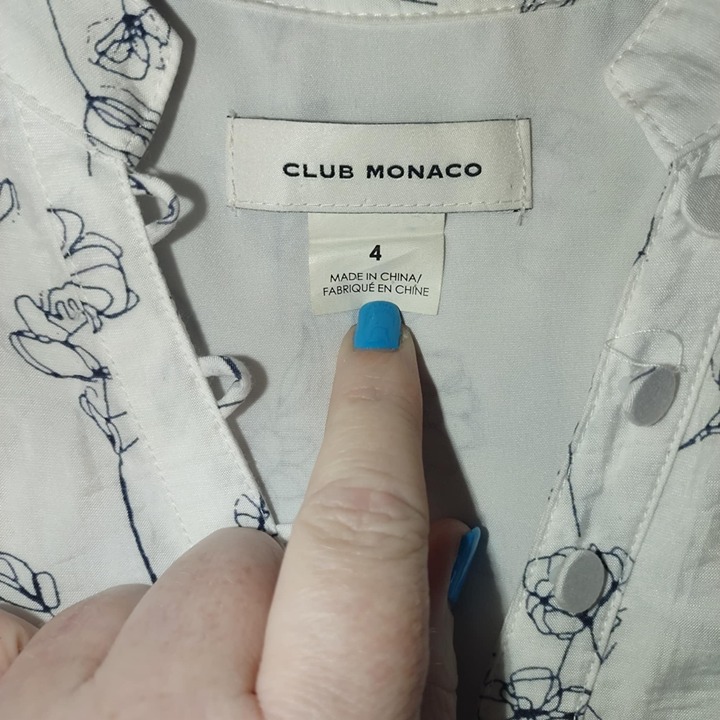 CLUB MONACO
4
MADE IN CHINA/
FABRIQUÉ EN CHINE